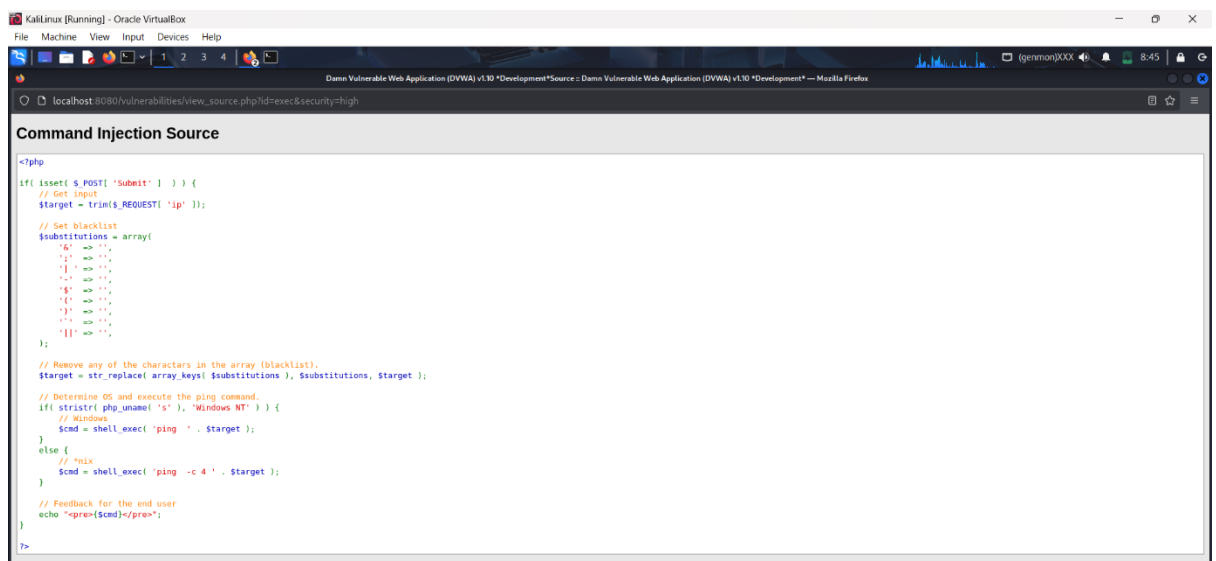 KaliLinux [Running] - Oracle VirtualBox
File Machine View Input Devices Help
1 2 3 4
(genmon)XXX
8:45
Damn Vulnerable Web Application (DVWA) v1.10 *Development*Source :: Damn Vulnerable Web Application (DVWA) v1.10 *Development* — Mozilla Firefox
localhost:8080/vulnerabilities/view_source.php?id=exec&security=high
Command Injection Source
<?php
if( isset( $_POST[ 'Submit' ] ) ) {
// Get input
$target = trim($_REQUEST[ 'ip' ]);
// Set blacklist
$substitutions = array(
'&' => '',
';' => '',
'| ' => '',
'-' => '',
'$' => '',
'(' => '',
')' => '',
'`' => '',
'||' => '',
);
// Remove any of the charactars in the array (blacklist).
$target = str_replace( array_keys( $substitutions ), $substitutions, $target );
// Determine OS and execute the ping command.
if( stristr( php_uname( 's' ), 'Windows NT' ) ) {
// Windows
$cmd = shell_exec( 'ping ' . $target );
}
else {
// *nix
$cmd = shell_exec( 'ping -c 4 ' . $target );
}
// Feedback for the end user
echo "<pre>{$cmd}</pre>";
}
?>